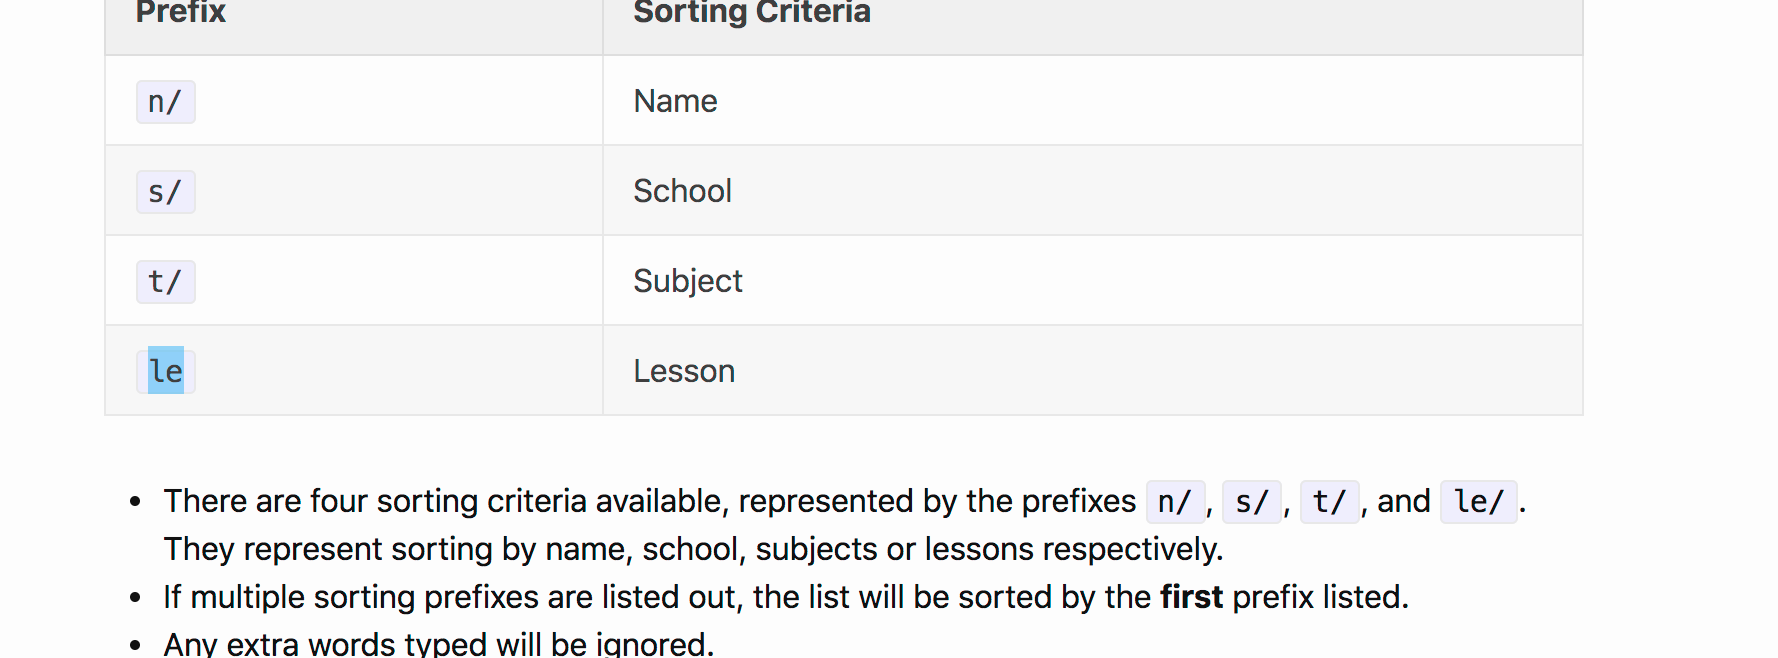 Prefix Sorting Criteria
n/ Name
s/ School
t/ Subject
le Lesson
• There are four sorting criteria available, represented by the prefixes n/, s/, t/, and le/.
They represent sorting by name, school, subjects or lessons respectively.
• If multiple sorting prefixes are listed out, the list will be sorted by the first prefix listed.
• Any extra words typed will be ignored.